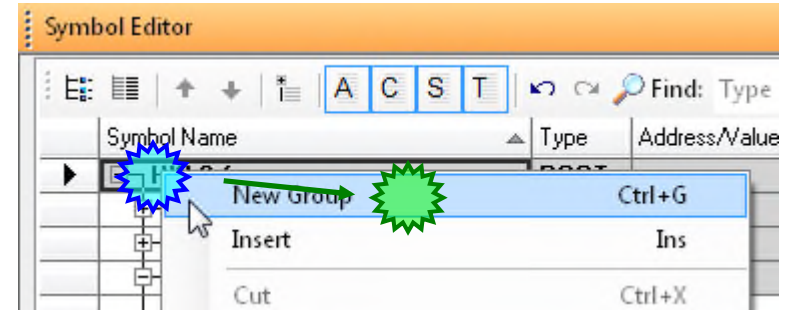 Symbol Editor
A C S T Find: Type
Symbol Name Type Address/Value
New Group Ctrl+G
Insert Ins
Cut Ctrl+X